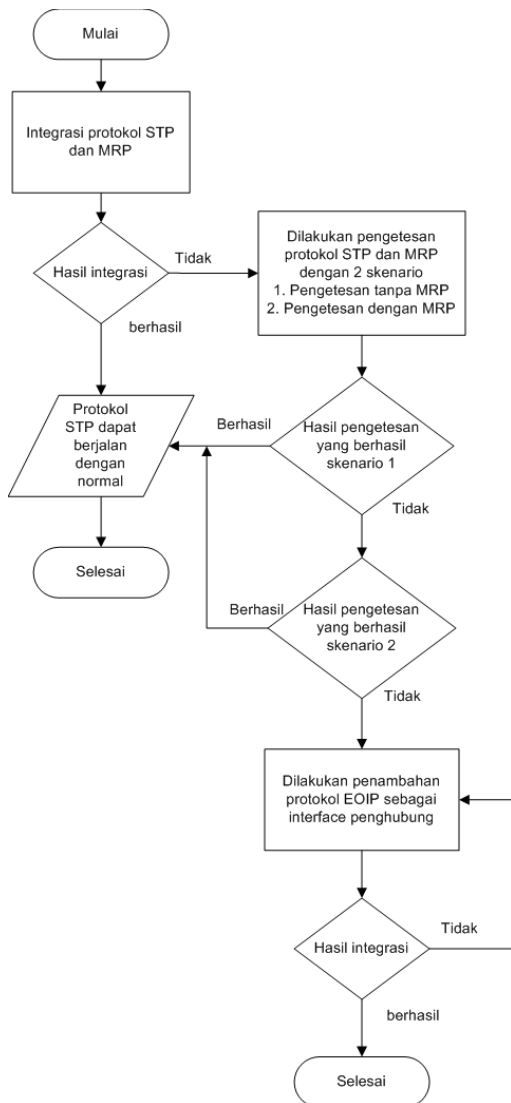 Mulai
Integrasi protokol STP
dan MRP
Hasil integrasi
Tidak
berhasil
Dilakukan pengetesan
protokol STP dan MRP
dengan 2 skenario
1. Pengetesan tanpa MRP
2. Pengetesan dengan MRP
Protokol
STP dapat
berjalan
dengan
normal
Berhasil
Hasil pengetesan
yang berhasil
skenario 1
Tidak
Selesai
Berhasil
Hasil pengetesan
yang berhasil
skenario 2
Tidak
Dilakukan penambahan
protokol EOIP sebagai
interface penghubung
Hasil integrasi
Tidak
berhasil
Selesai